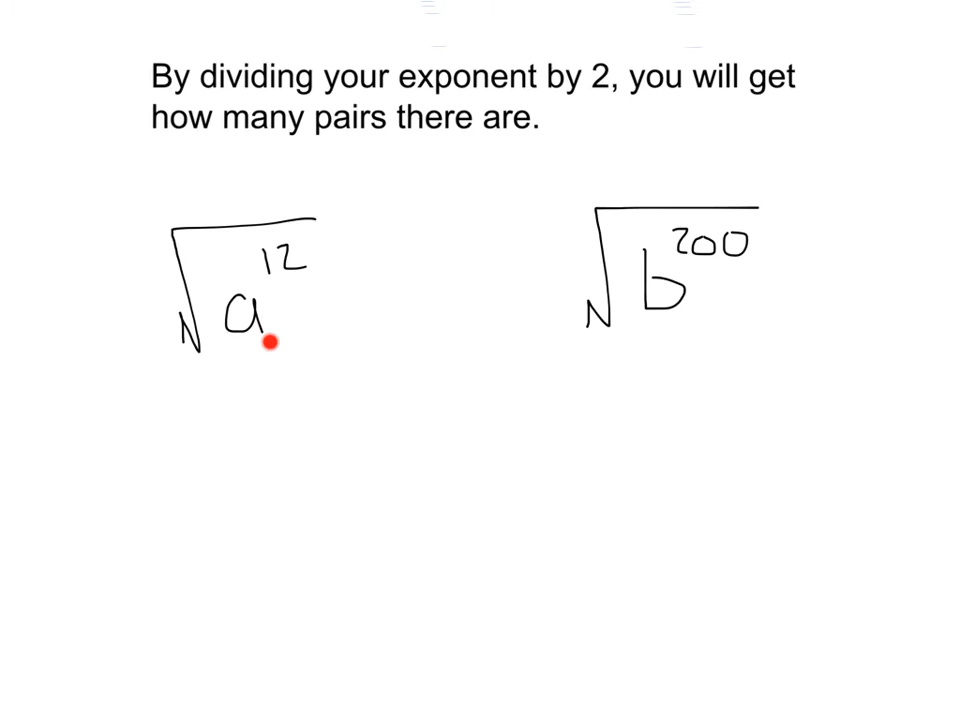 By dividing your exponent by 2, you will get
how many pairs there are.
√a¹² √b²⁰⁰